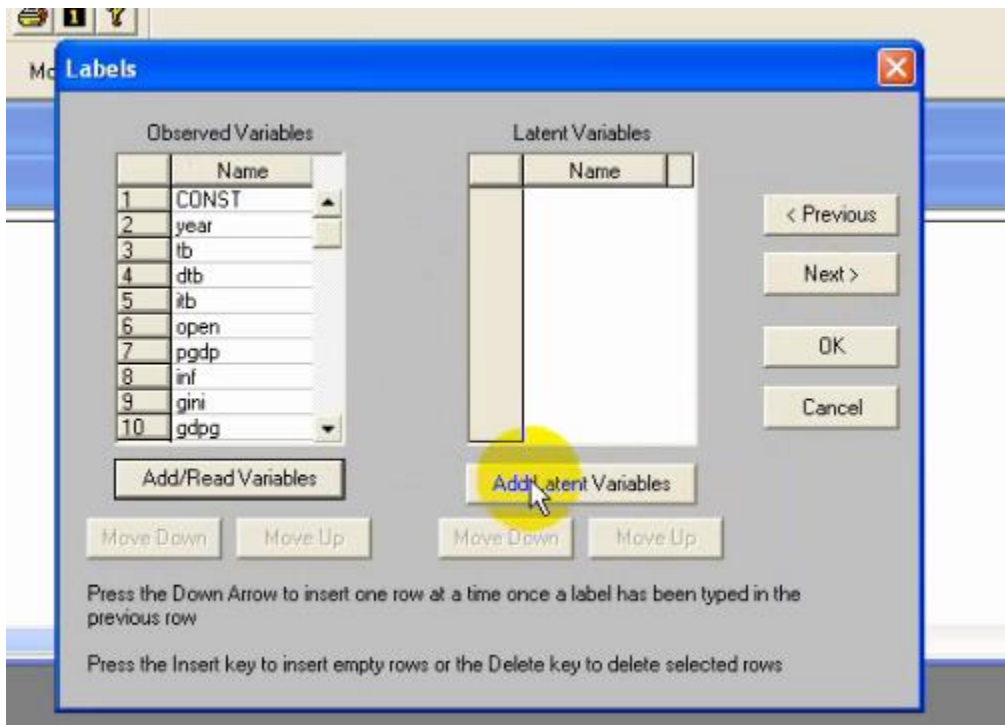 Labels
Observed Variables
Name
1 CONST
2 year
3 tb
4 dtb
5 itb
6 open
7 pgdp
8 inf
9 gini
10 gdpg
Add/Read Variables
Move Down Move Up
Latent Variables
Name
Add Latent Variables
Move Down Move Up
< Previous
Next >
OK
Cancel
Press the Down Arrow to insert one row at a time once a label has been typed in the
previous row
Press the Insert key to insert empty rows or the Delete key to delete selected rows